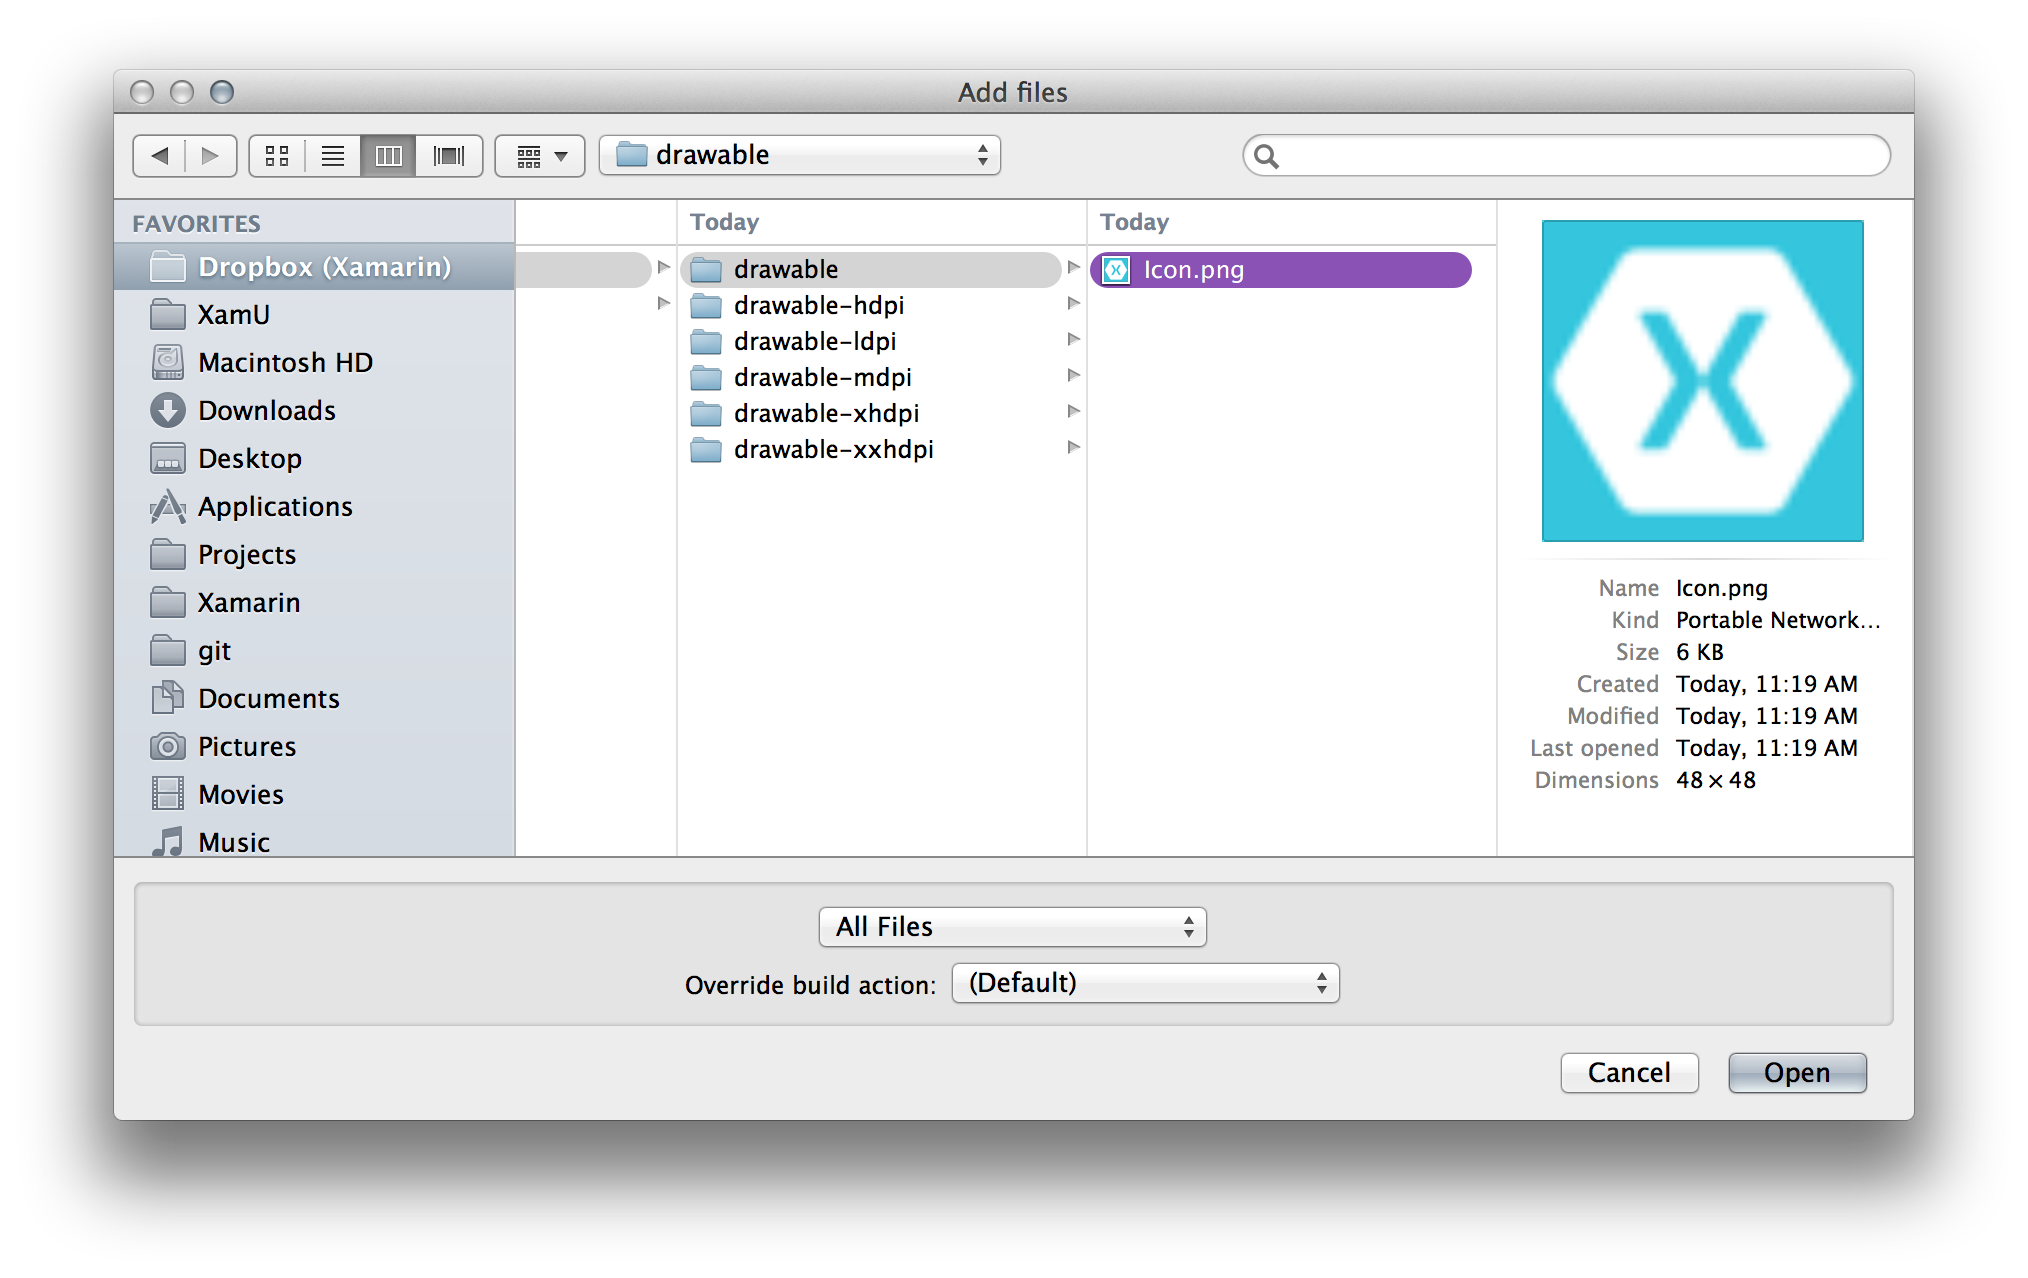 Add files
drawable
FAVORITES
Dropbox (Xamarin)
XamU
Macintosh HD
Downloads
Desktop
Applications
Projects
Xamarin
git
Documents
Pictures
Movies
Music
Today
drawable
drawable-hdpi
drawable-ldpi
drawable-mdpi
drawable-xhdpi
drawable-xxhdpi
Today
Icon.png
Name Icon.png
Kind Portable Network...
Size 6 KB
Created Today, 11:19 AM
Modified Today, 11:19 AM
Last opened Today, 11:19 AM
Dimensions 48×48
All Files
Override build action: (Default)
Cancel Open